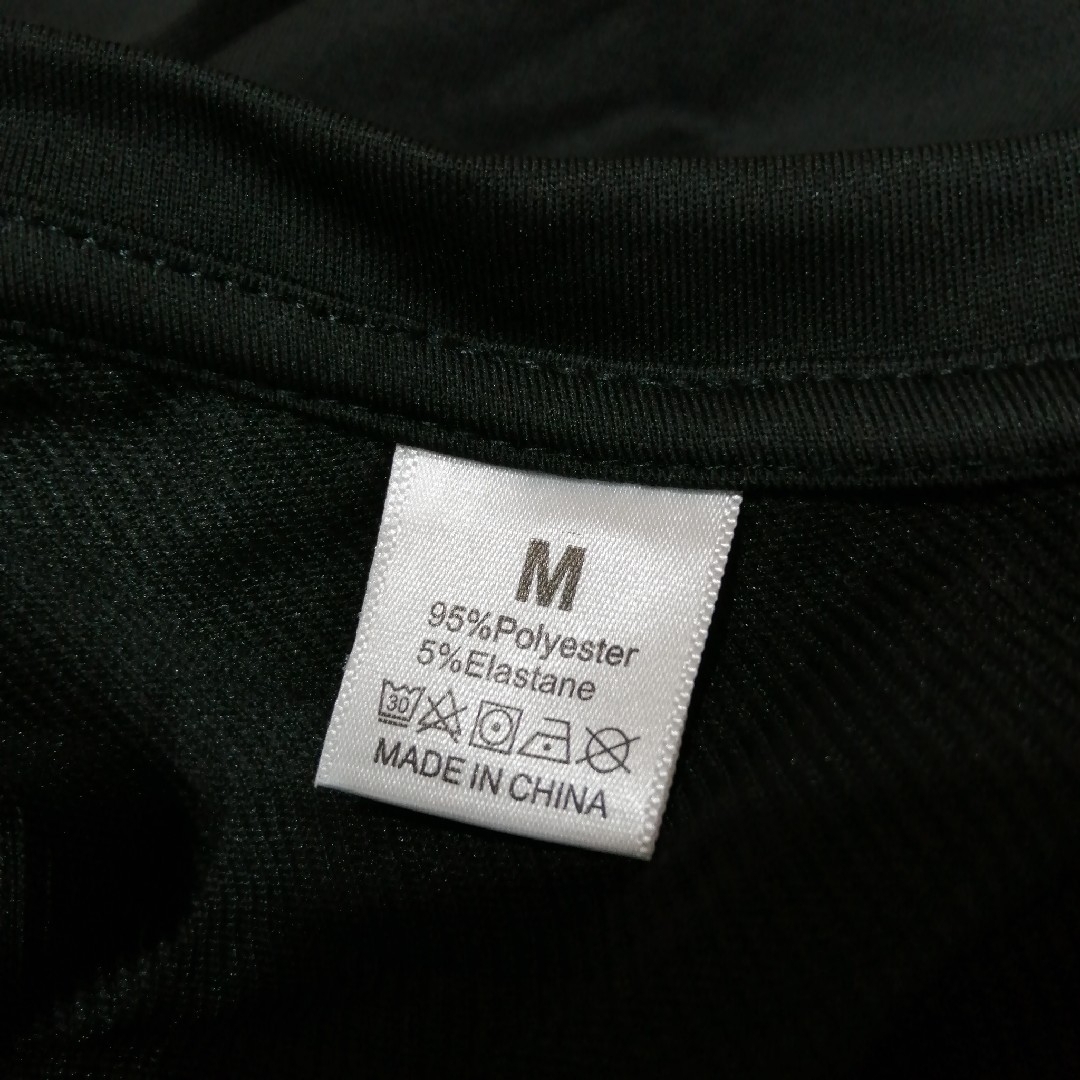 M
95%Polyester
5%Elastane
30
MADE IN CHINA